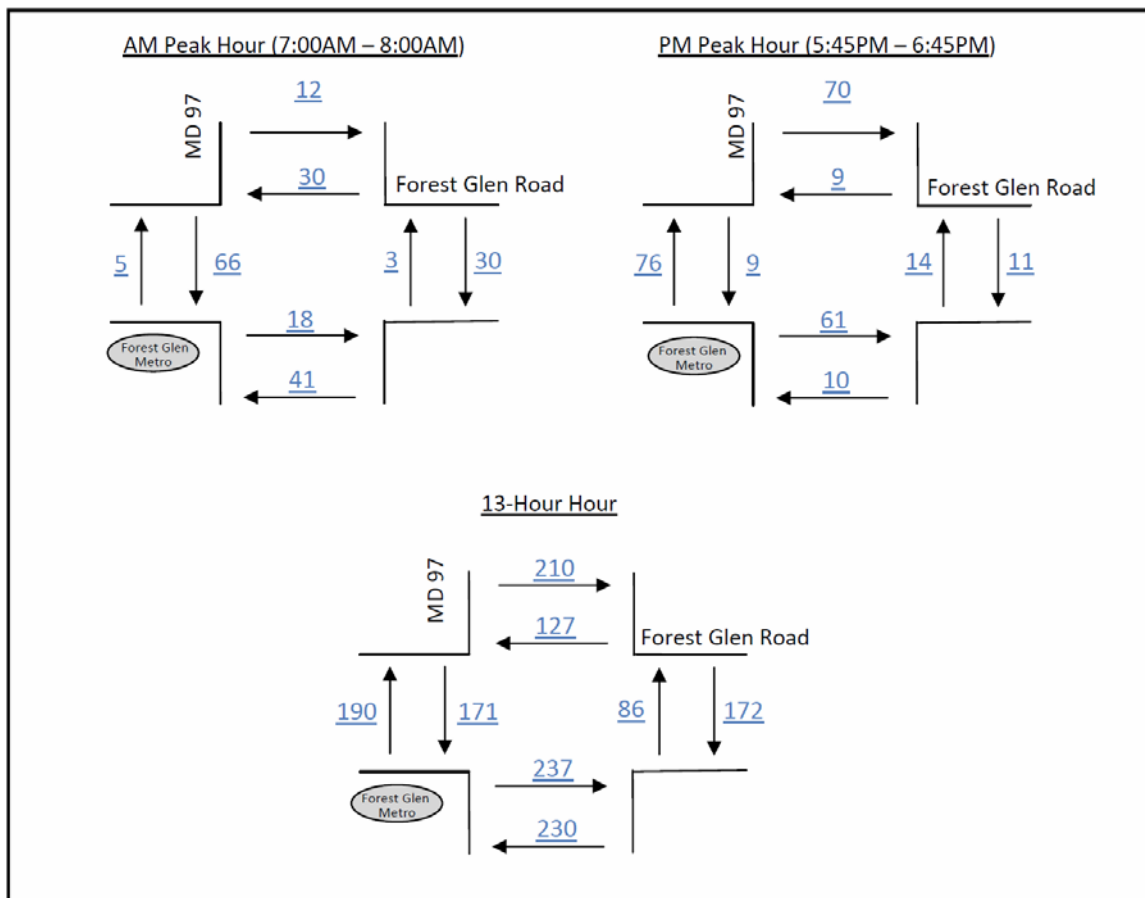 AM Peak Hour (7:00AM – 8:00AM)
12
MD 97
30
Forest Glen Road
5
66
3
30
18
Forest Glen
Metro
41
PM Peak Hour (5:45PM – 6:45PM)
70
MD 97
9
Forest Glen Road
76
9
14
11
61
Forest Glen
Metro
10
13-Hour Hour
210
MD 97
127
Forest Glen Road
190
171
86
172
237
Forest Glen
Metro
230